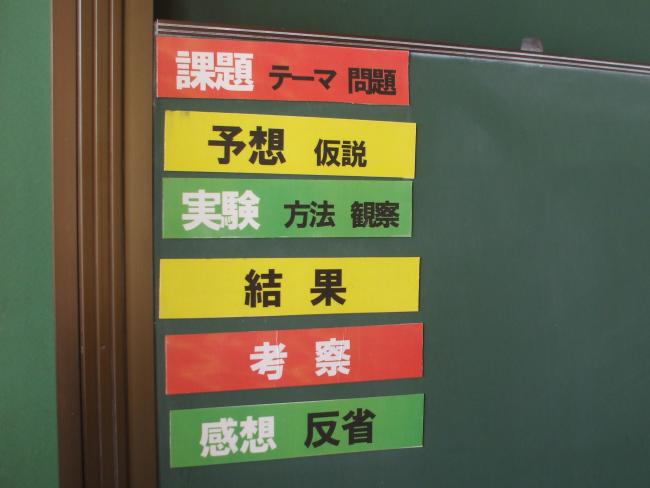 課題 テーマ 問題
予想 仮説
実験 方法 観察
結果
考察
感想 反省